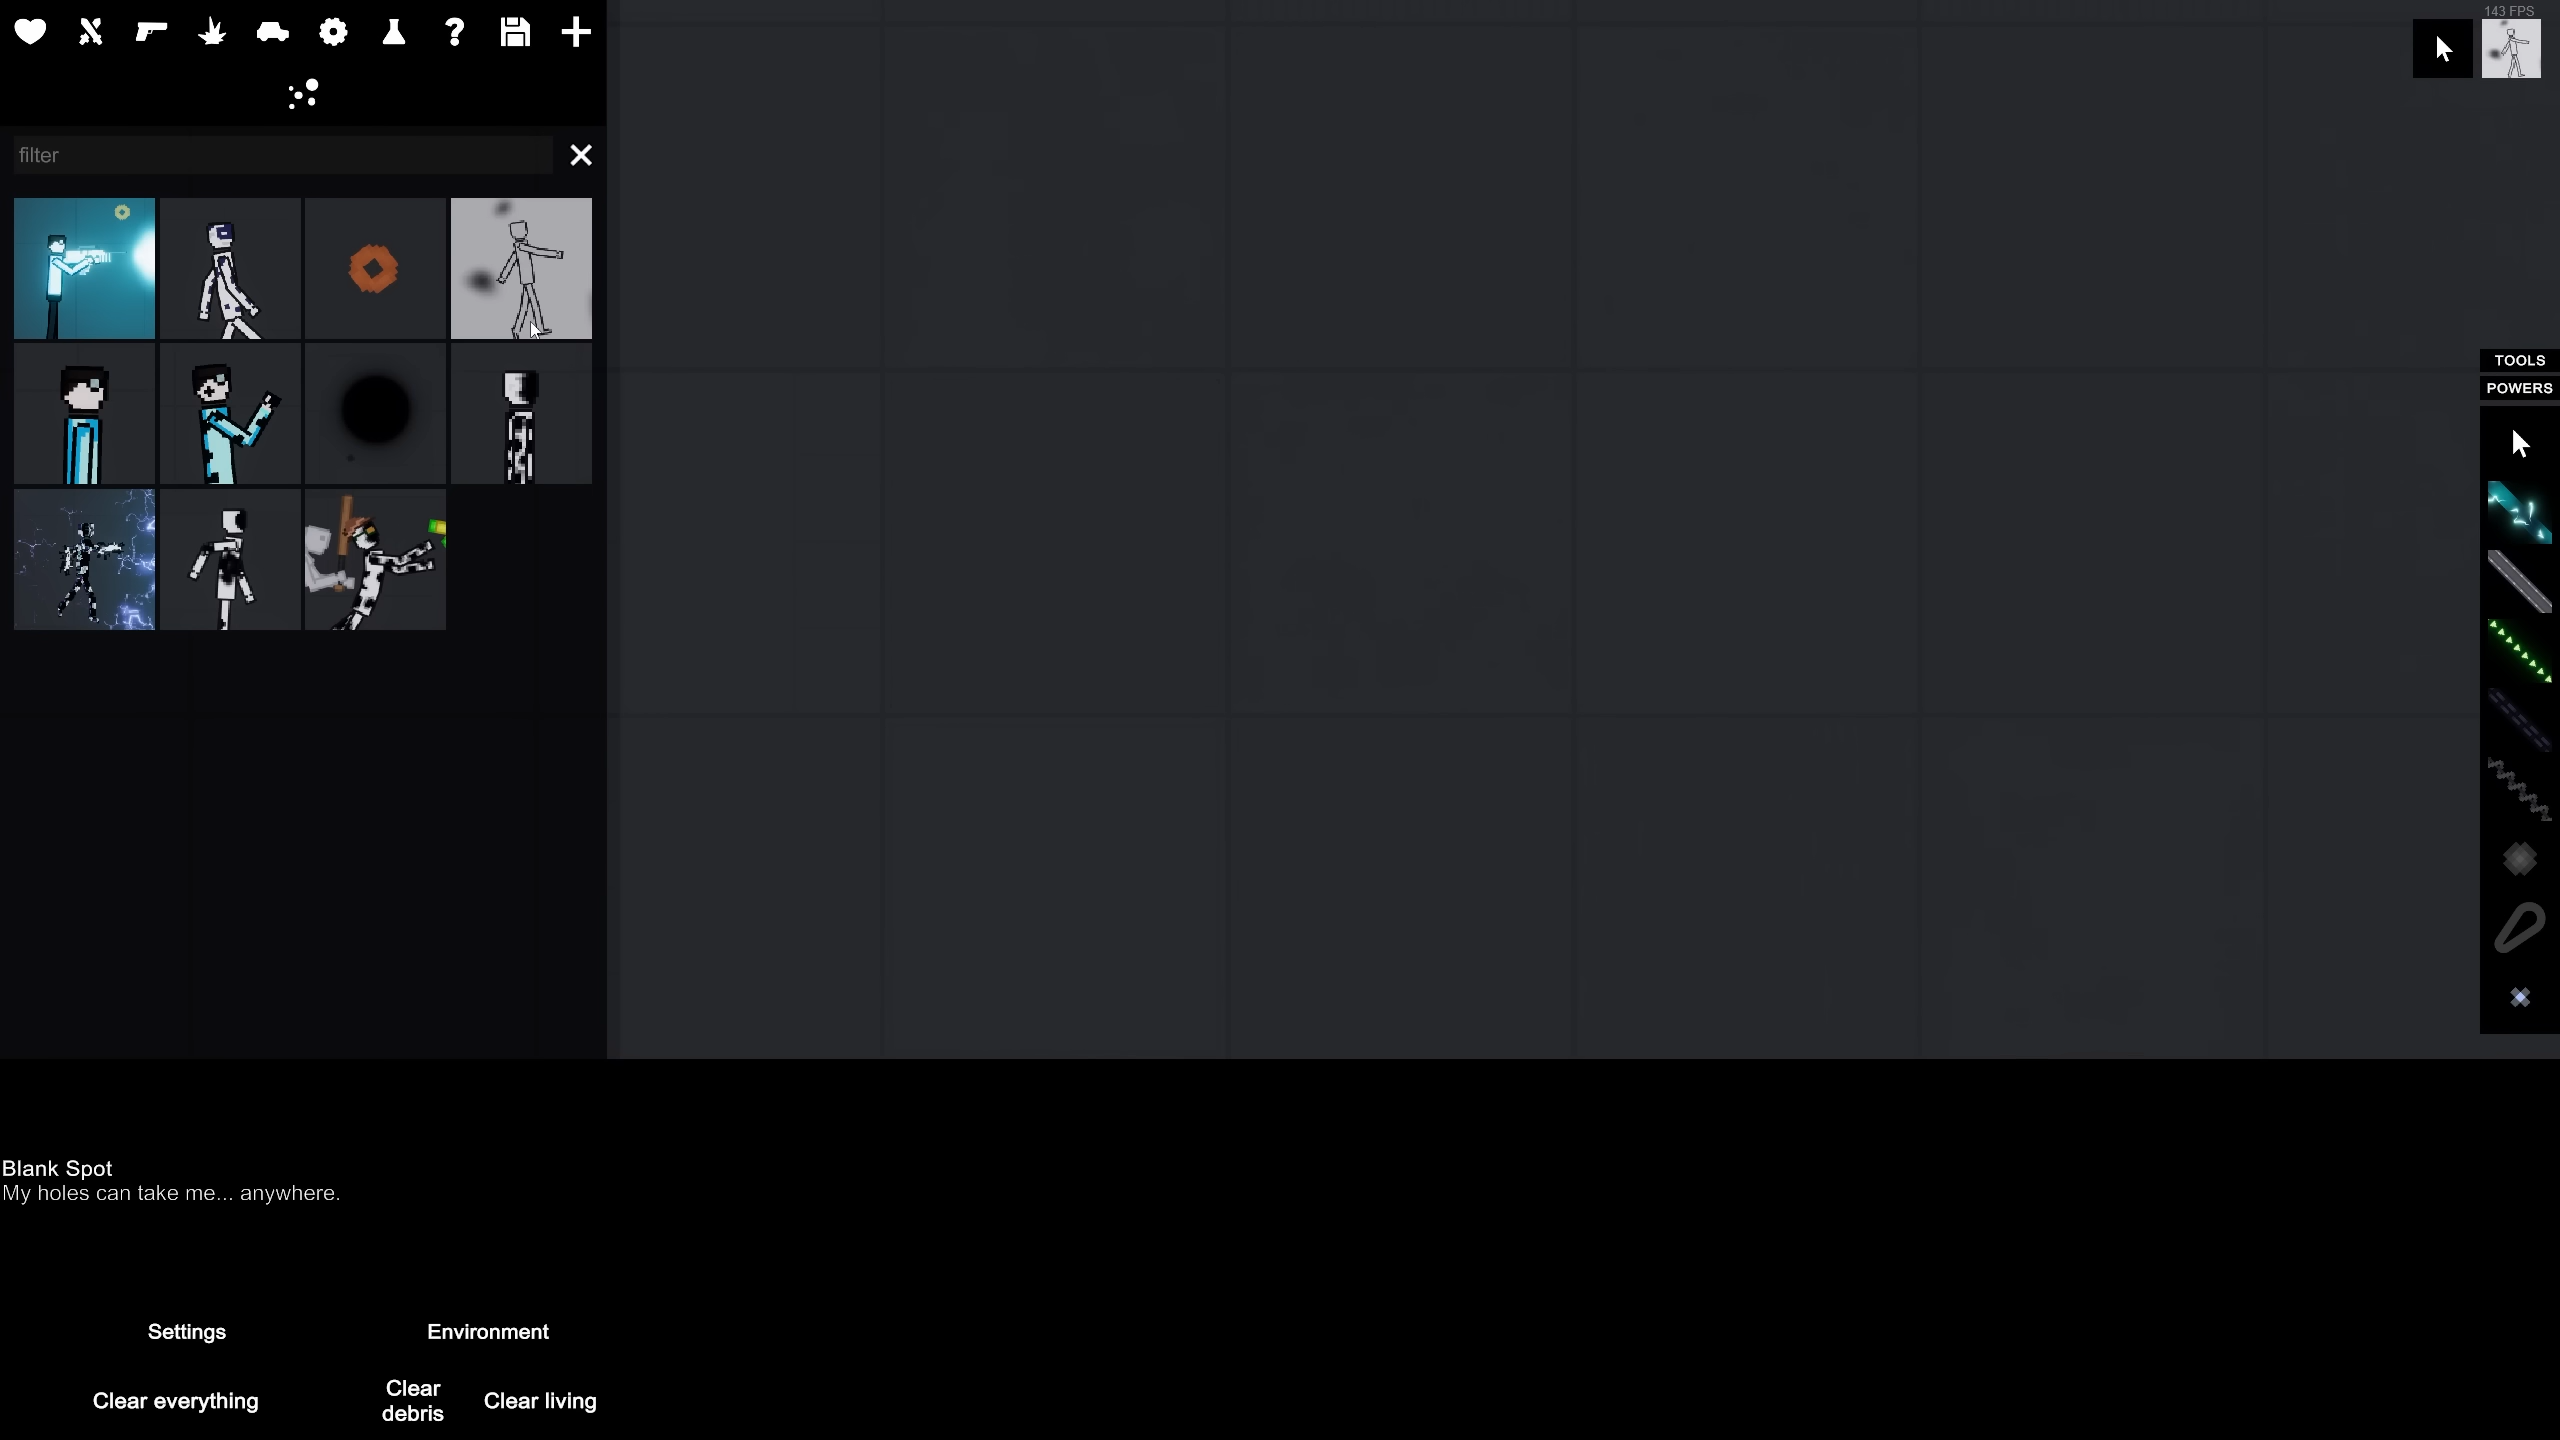 143 FPS
filter
TOOLS
POWERS
Blank Spot
My holes can take me... anywhere.
Settings
Environment
Clear everything
Clear
debris
Clear living